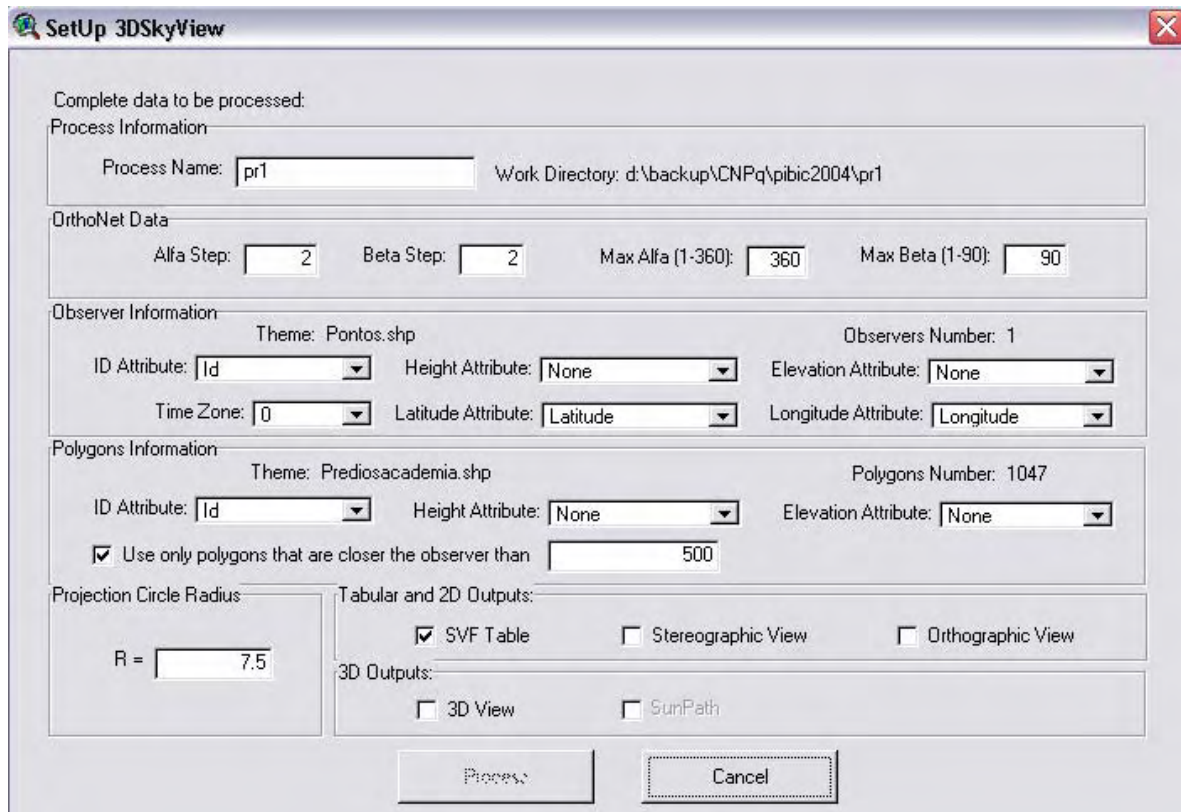 SetUp 3DSkyView
Complete data to be processed:
Process Information
Process Name: pr1 Work Directory: d:\backup\CNPq\pibic2004\pr1
OrthoNet Data
Alfa Step: 2 Beta Step: 2 Max Alfa (1-360): 360 Max Beta (1-90): 90
Observer Information
Theme: Pontos.shp Observers Number: 1
ID Attribute: Id Height Attribute: None Elevation Attribute: None
Time Zone: 0 Latitude Attribute: Latitude Longitude Attribute: Longitude
Polygons Information
Theme: Prediosacademia.shp Polygons Number: 1047
ID Attribute: Id Height Attribute: None Elevation Attribute: None
Use only polygons that are closer the observer than 500
Projection Circle Radius
R = 7.5
Tabular and 2D Outputs:
SVF Table Stereographic View Orthographic View
3D Outputs:
3D View SunPath
Process Cancel